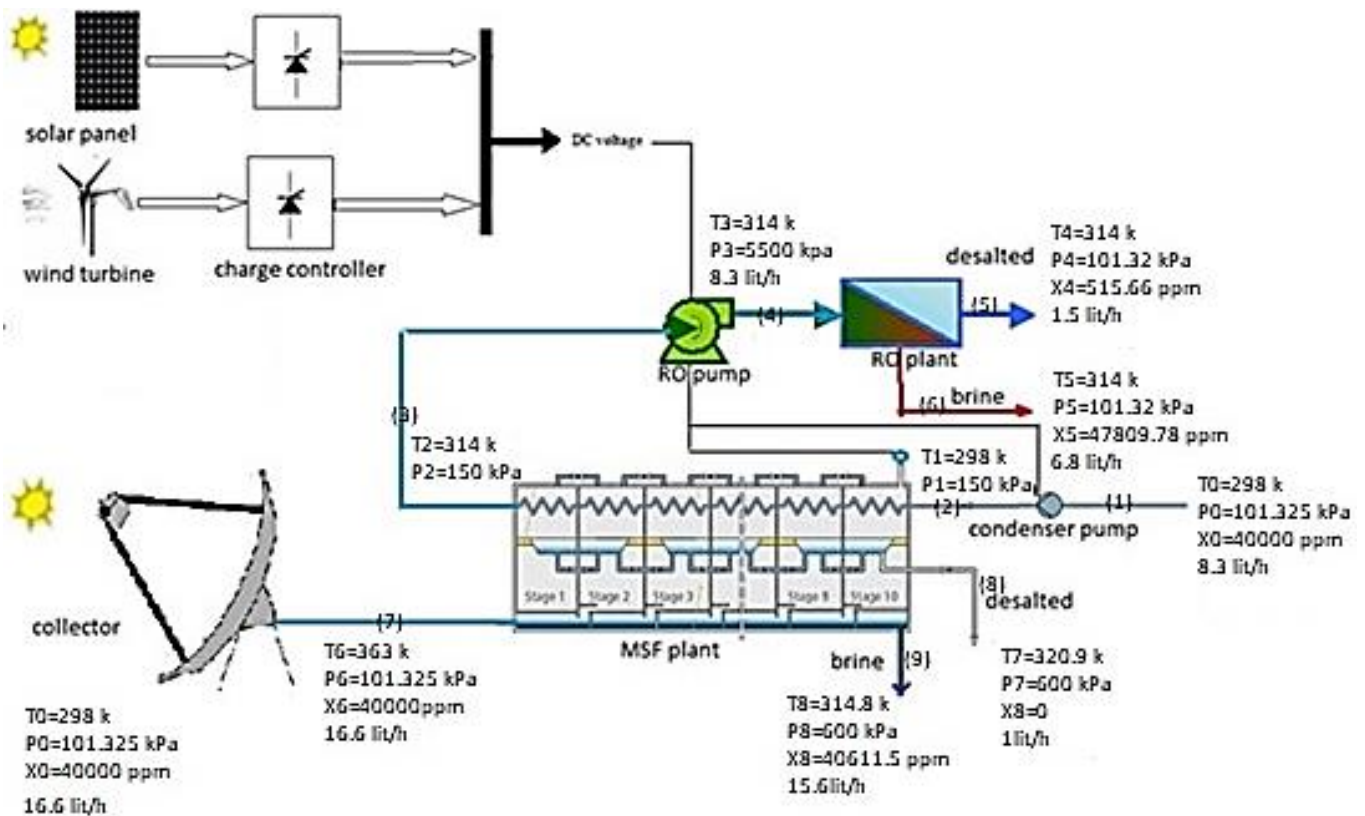 solar panel
wind turbine
charge controller
DC voltage
T3=314 k
P3=5500 kpa
8.3 lit/h
desalted
T4=314 k
P4=101.32 kPa
X4=515.66 ppm
1.5 lit/h
(4)
(5)
RO pump
RO plant
(6)
brine
T5=314 k
P5=101.32 kPa
X5=47809.78 ppm
6.8 lit/h
(3)
T2=314 k
P2=150 kPa
T1=298 k
P1=150 kPa
(2)
(1)
condenser pump
T0=298 k
P0=101.325 kPa
X0=40000 ppm
8.3 lit/h
Stage 1
Stage 2
Stage 3
Stage 10
(8)
desalted
collector
(7)
MSF plant
brine
(9)
T6=363 k
P6=101.325 kPa
X6=40000ppm
16.6 lit/h
T7=320.9 k
P7=600 kPa
X8=0
1lit/h
T0=298 k
P0=101.325 kPa
X0=40000 ppm
16.6 lit/h
T8=314.8 k
P8=600 kPa
X8=40611.5 ppm
15.6lit/h